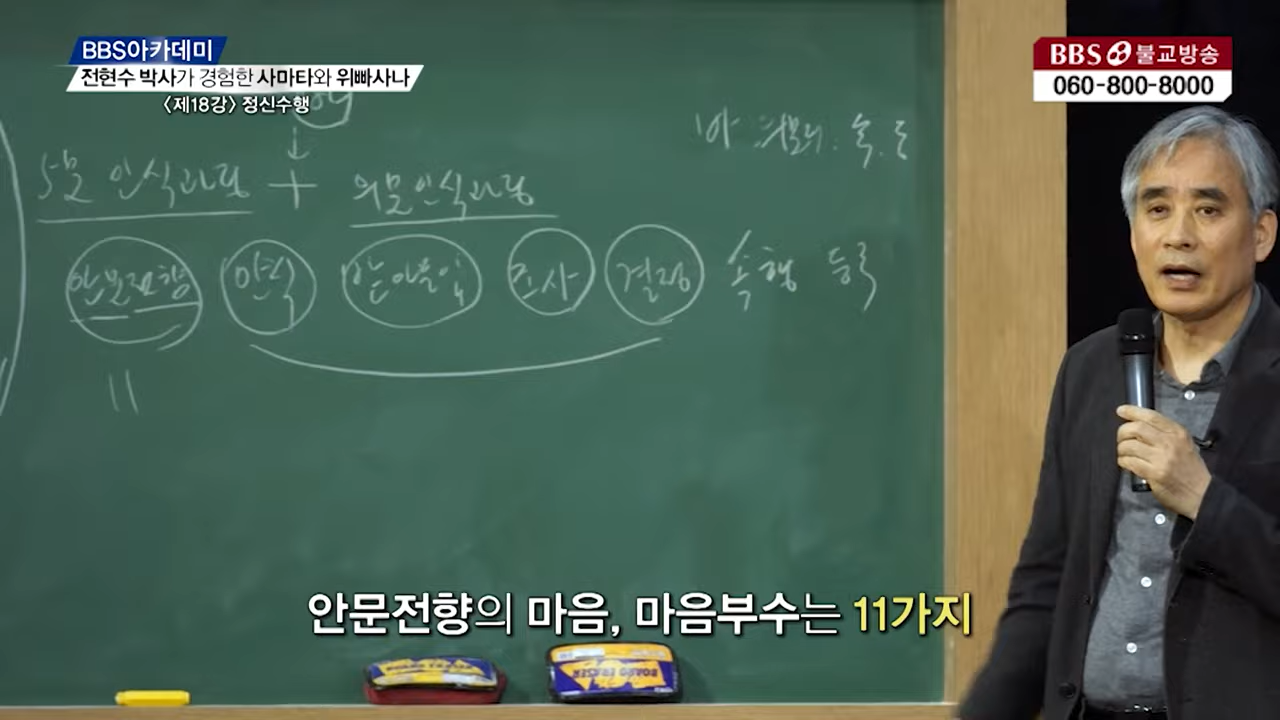 BBS아카데미
전현수 박사가 경험한 사마타와 위빠사나
〈제18강〉 정신수행
BBS 불교방송
060-800-8000
5문 인식과정 + 의문인식과정
안문전향 안식 받아들임 조사 결정 속행 등록
11
안문전향의 마음, 마음부수는 11가지